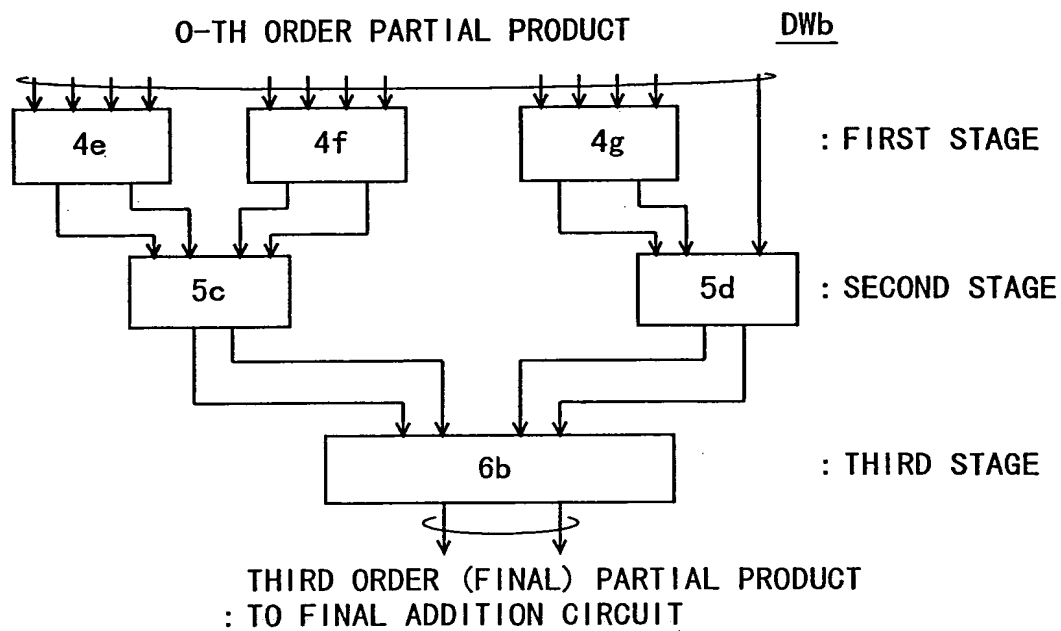 O-TH ORDER PARTIAL PRODUCT DWb
4e 4f 4g : FIRST STAGE
5c 5d : SECOND STAGE
6b : THIRD STAGE
THIRD ORDER (FINAL) PARTIAL PRODUCT
: TO FINAL ADDITION CIRCUIT